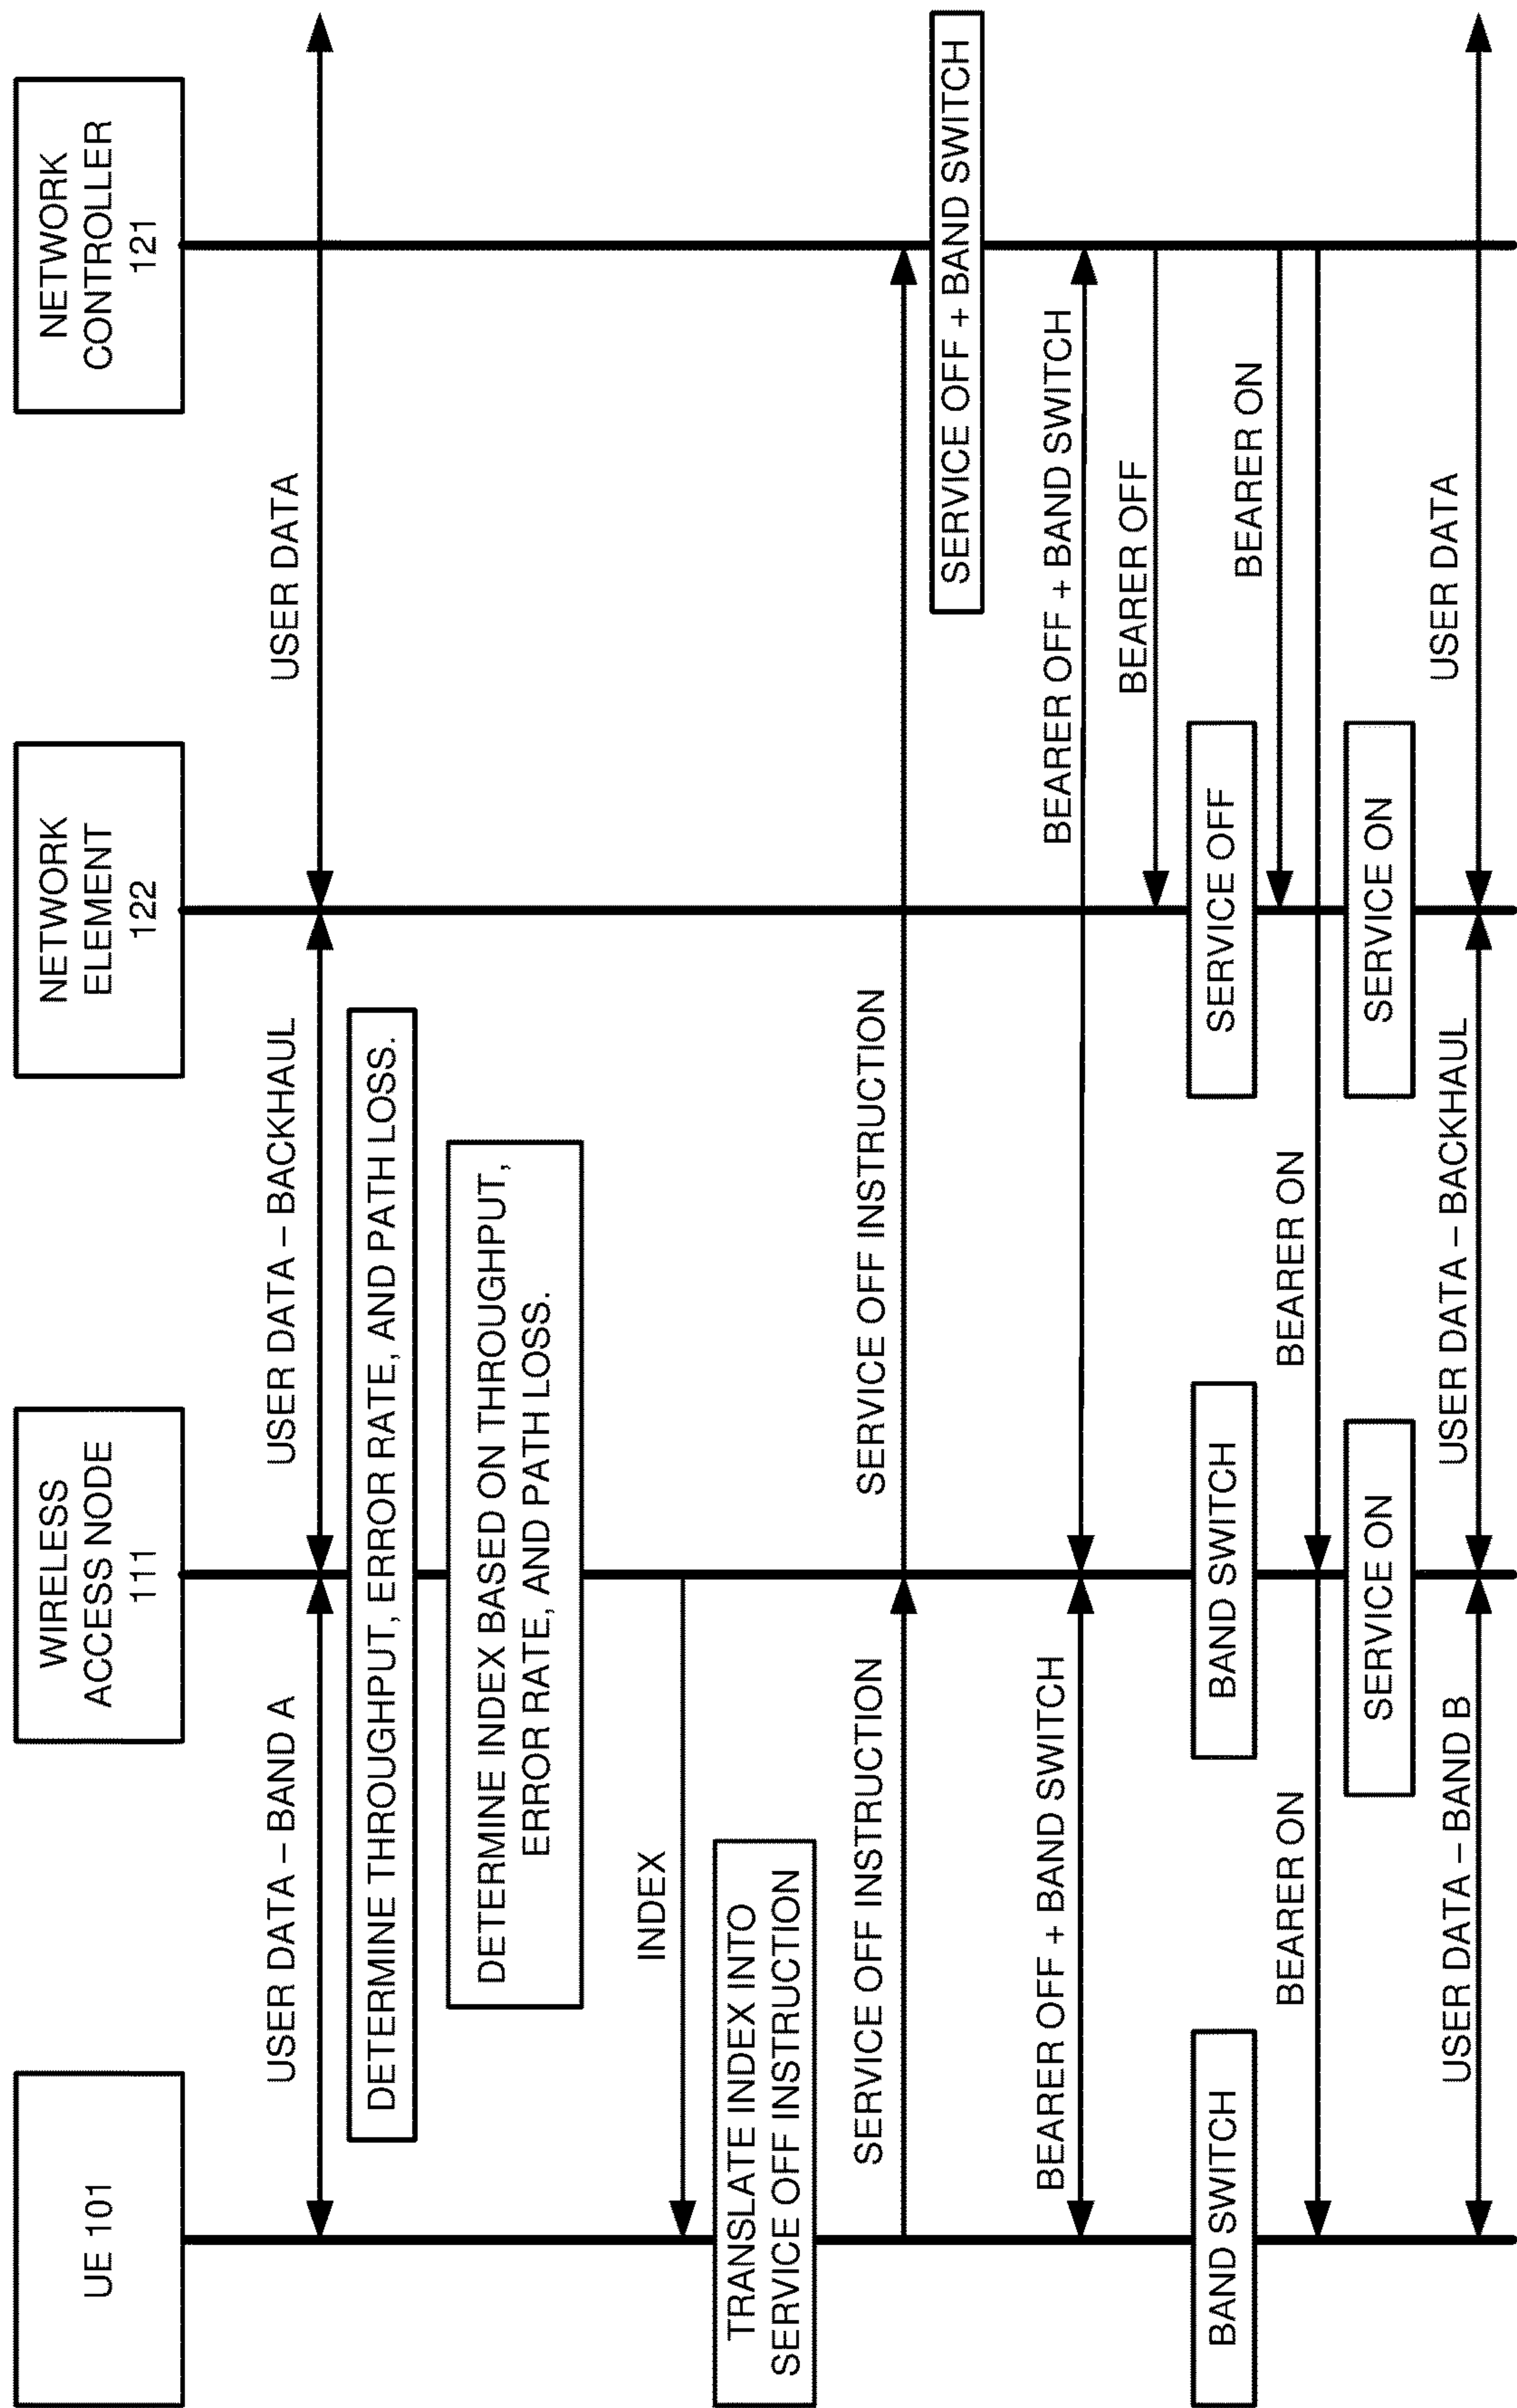 UE 101
WIRELESS
ACCESS NODE
111
NETWORK
ELEMENT
122
NETWORK
CONTROLLER
121
USER DATA – BAND A
USER DATA – BACKHAUL
USER DATA
DETERMINE THROUGHPUT, ERROR RATE, AND PATH LOSS.
DETERMINE INDEX BASED ON THROUGHPUT,
ERROR RATE, AND PATH LOSS.
INDEX
TRANSLATE INDEX INTO
SERVICE OFF INSTRUCTION
SERVICE OFF INSTRUCTION
SERVICE OFF INSTRUCTION
SERVICE OFF + BAND SWITCH
BEARER OFF + BAND SWITCH
BEARER OFF + BAND SWITCH
BEARER OFF
BAND SWITCH
BAND SWITCH
SERVICE OFF
BEARER ON
BEARER ON
BEARER ON
SERVICE ON
SERVICE ON
USER DATA – BAND B
USER DATA – BACKHAUL
USER DATA